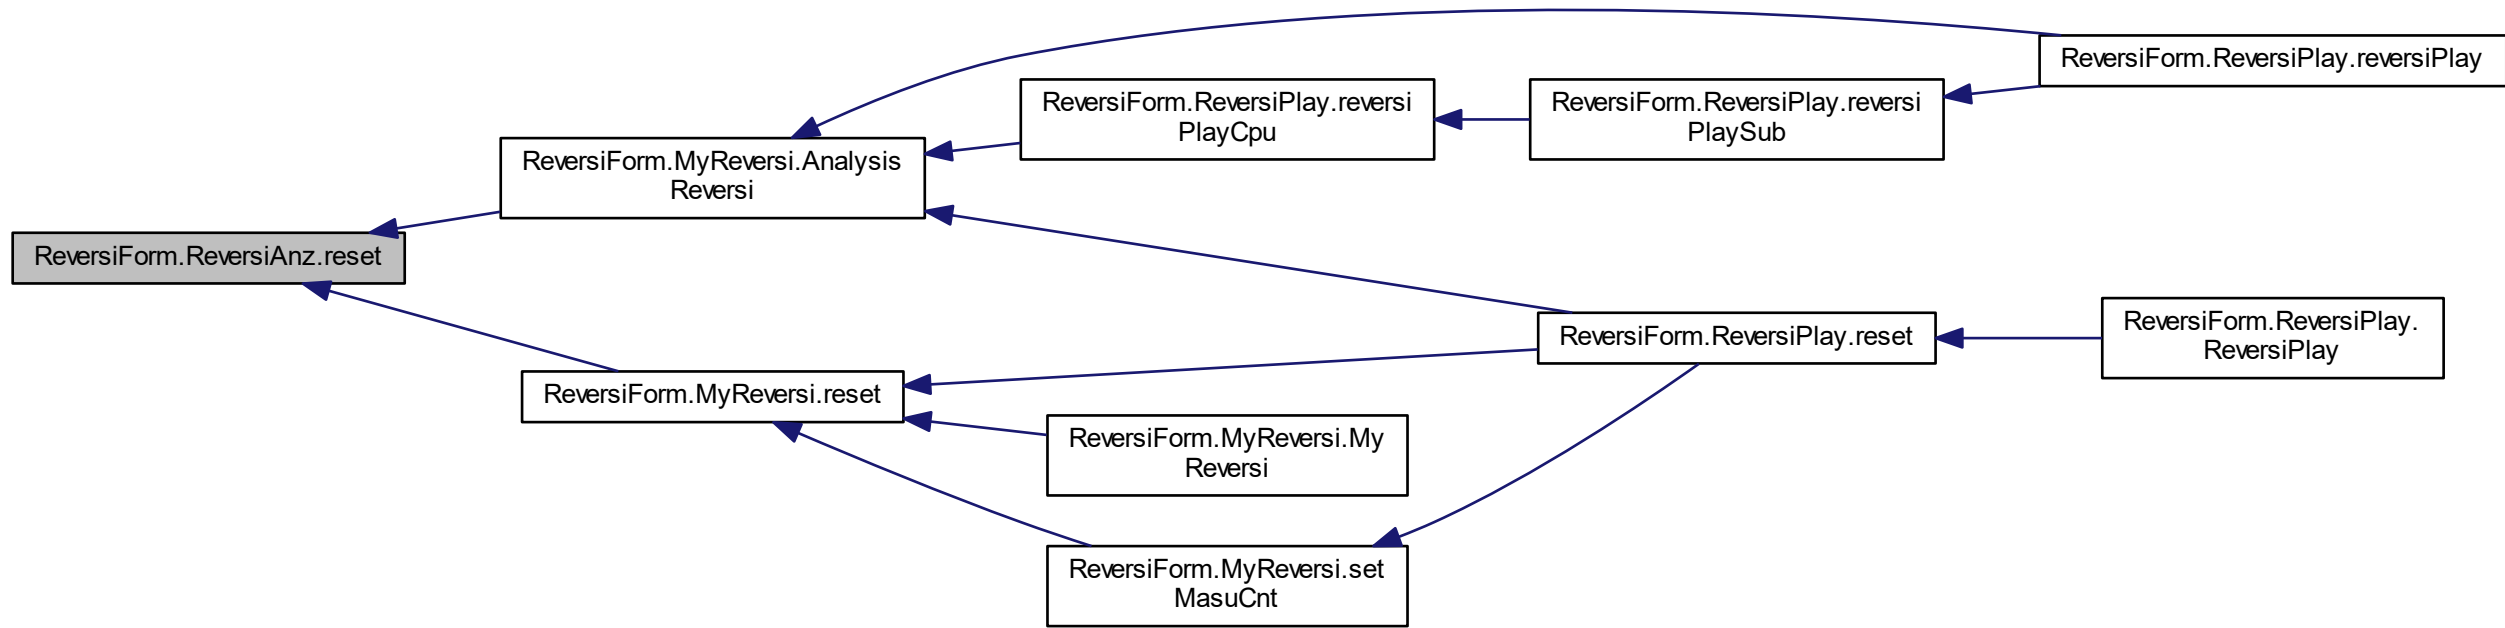 ReversiForm.ReversiPlay.reversiPlay
ReversiForm.ReversiPlay.reversi
PlayCpu
ReversiForm.ReversiPlay.reversi
PlaySub
ReversiForm.MyReversi.Analysis
Reversi
ReversiForm.ReversiAnz.reset
ReversiForm.ReversiPlay.reset
ReversiForm.ReversiPlay.
ReversiPlay
ReversiForm.MyReversi.reset
ReversiForm.MyReversi.My
Reversi
ReversiForm.MyReversi.set
MasuCnt